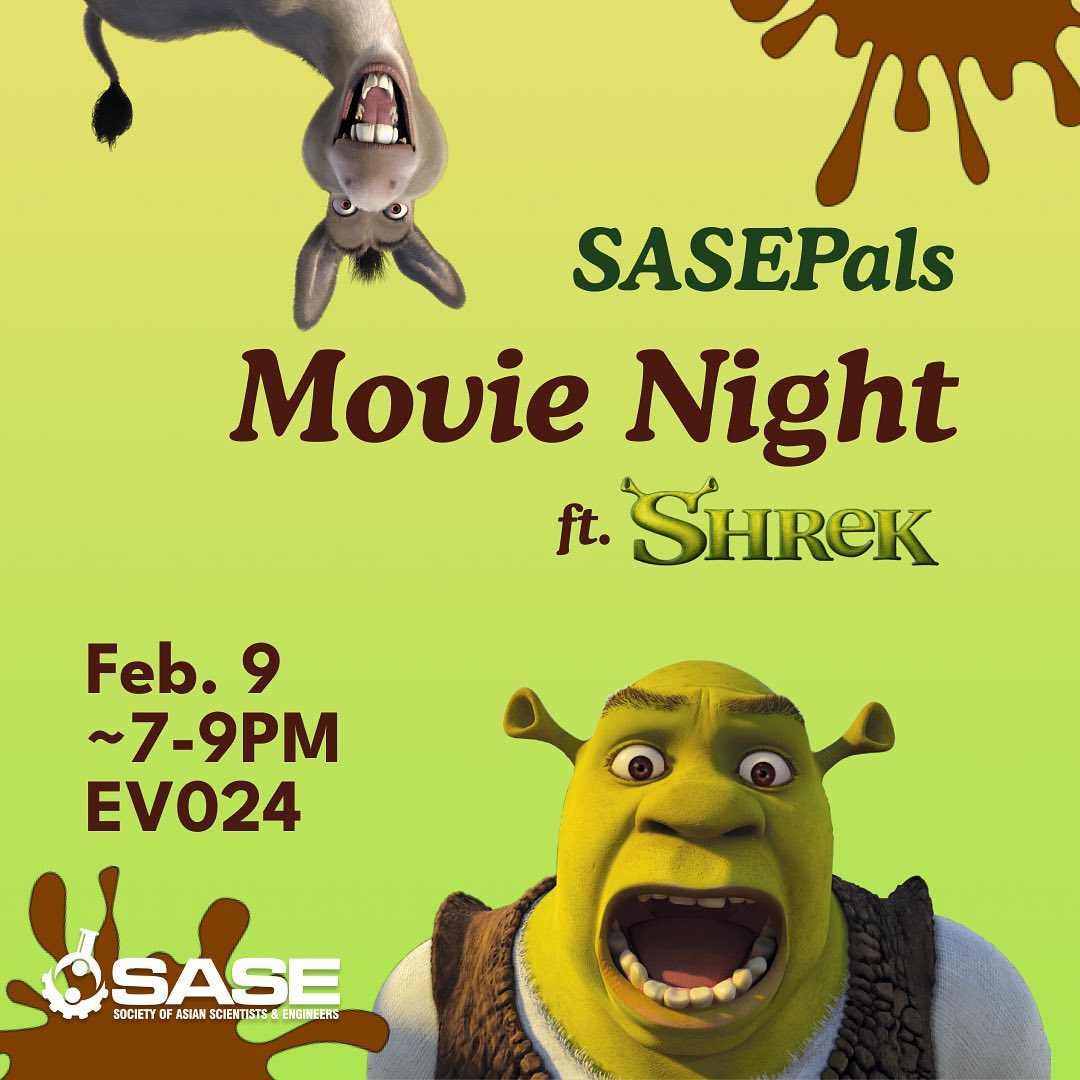 SASEPals
Movie Night
ft. SHREK
Feb. 9
~7-9PM
EV024
SASE
SOCIETY OF ASIAN SCIENTISTS & ENGINEERS